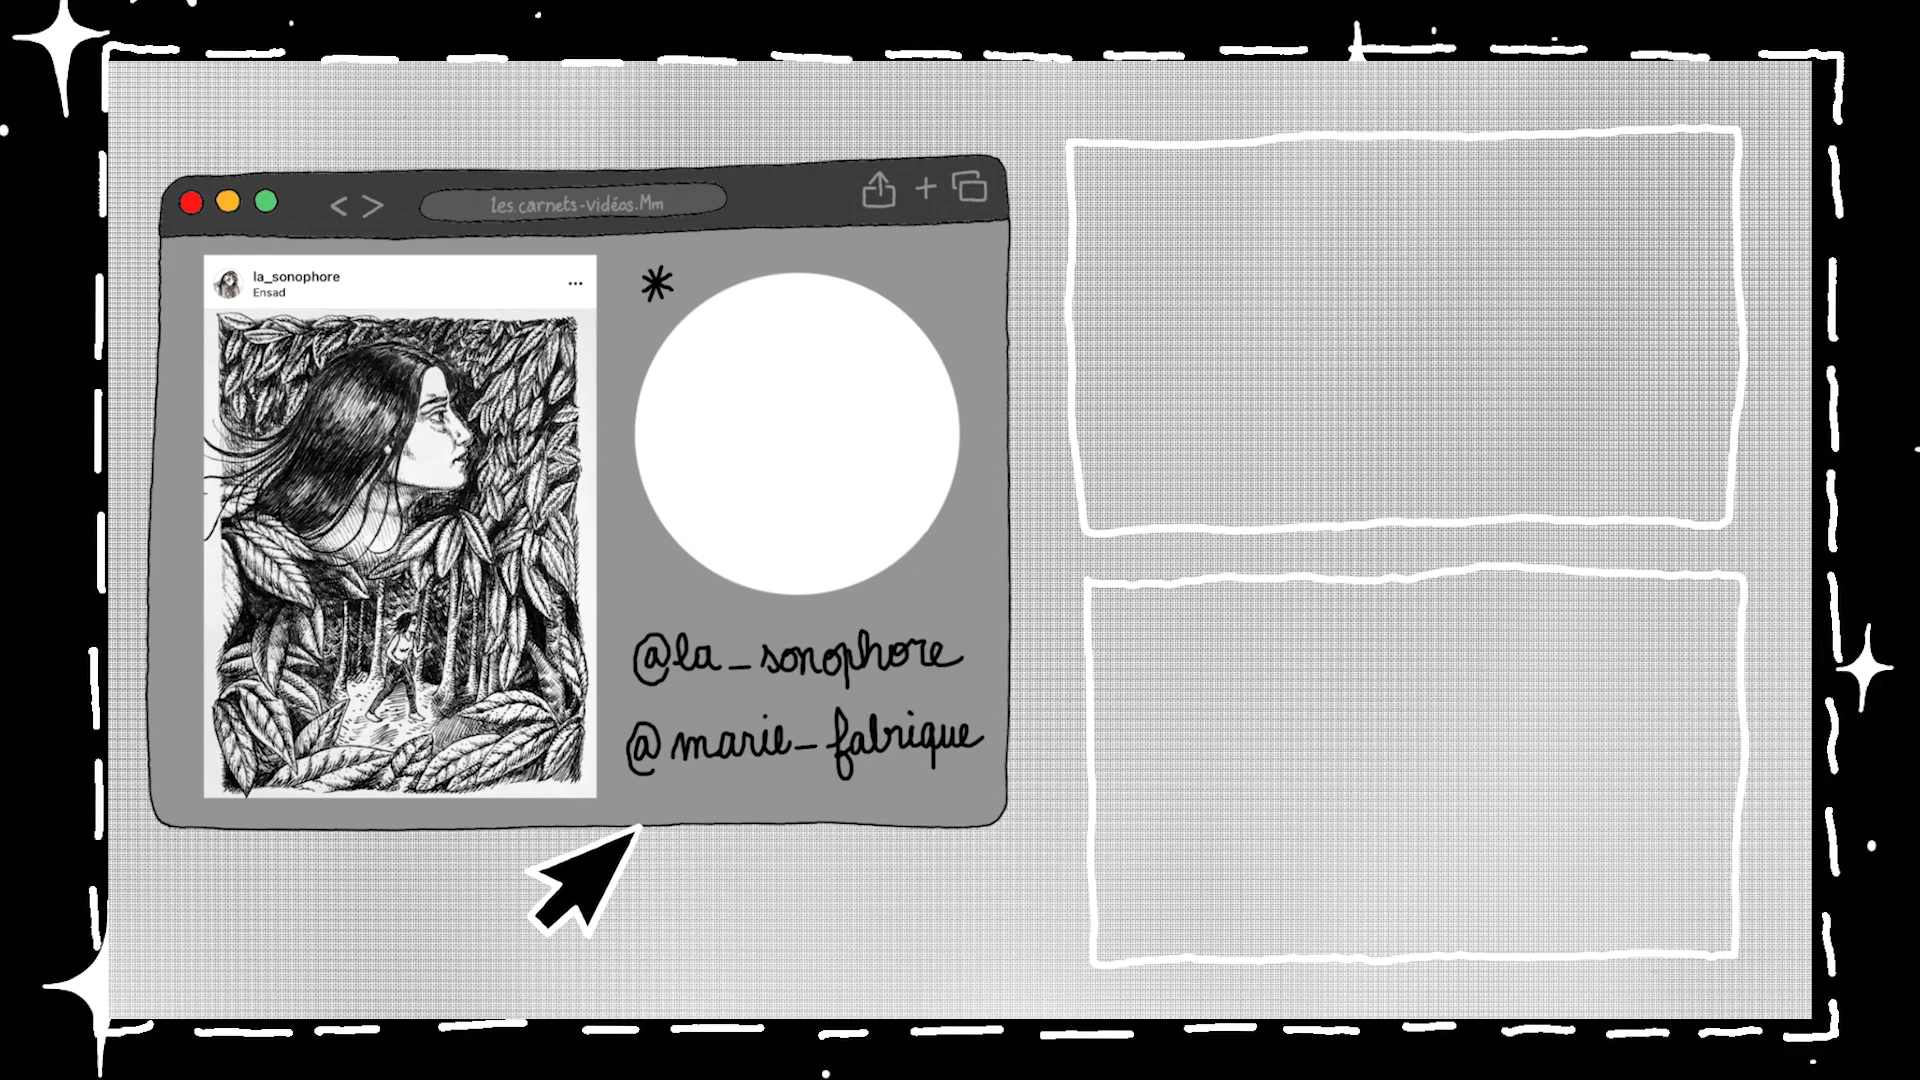 les.carnets-vidéos.Mm
la_sonophore
Ensad
@la_sonophore
@marie_fabrique